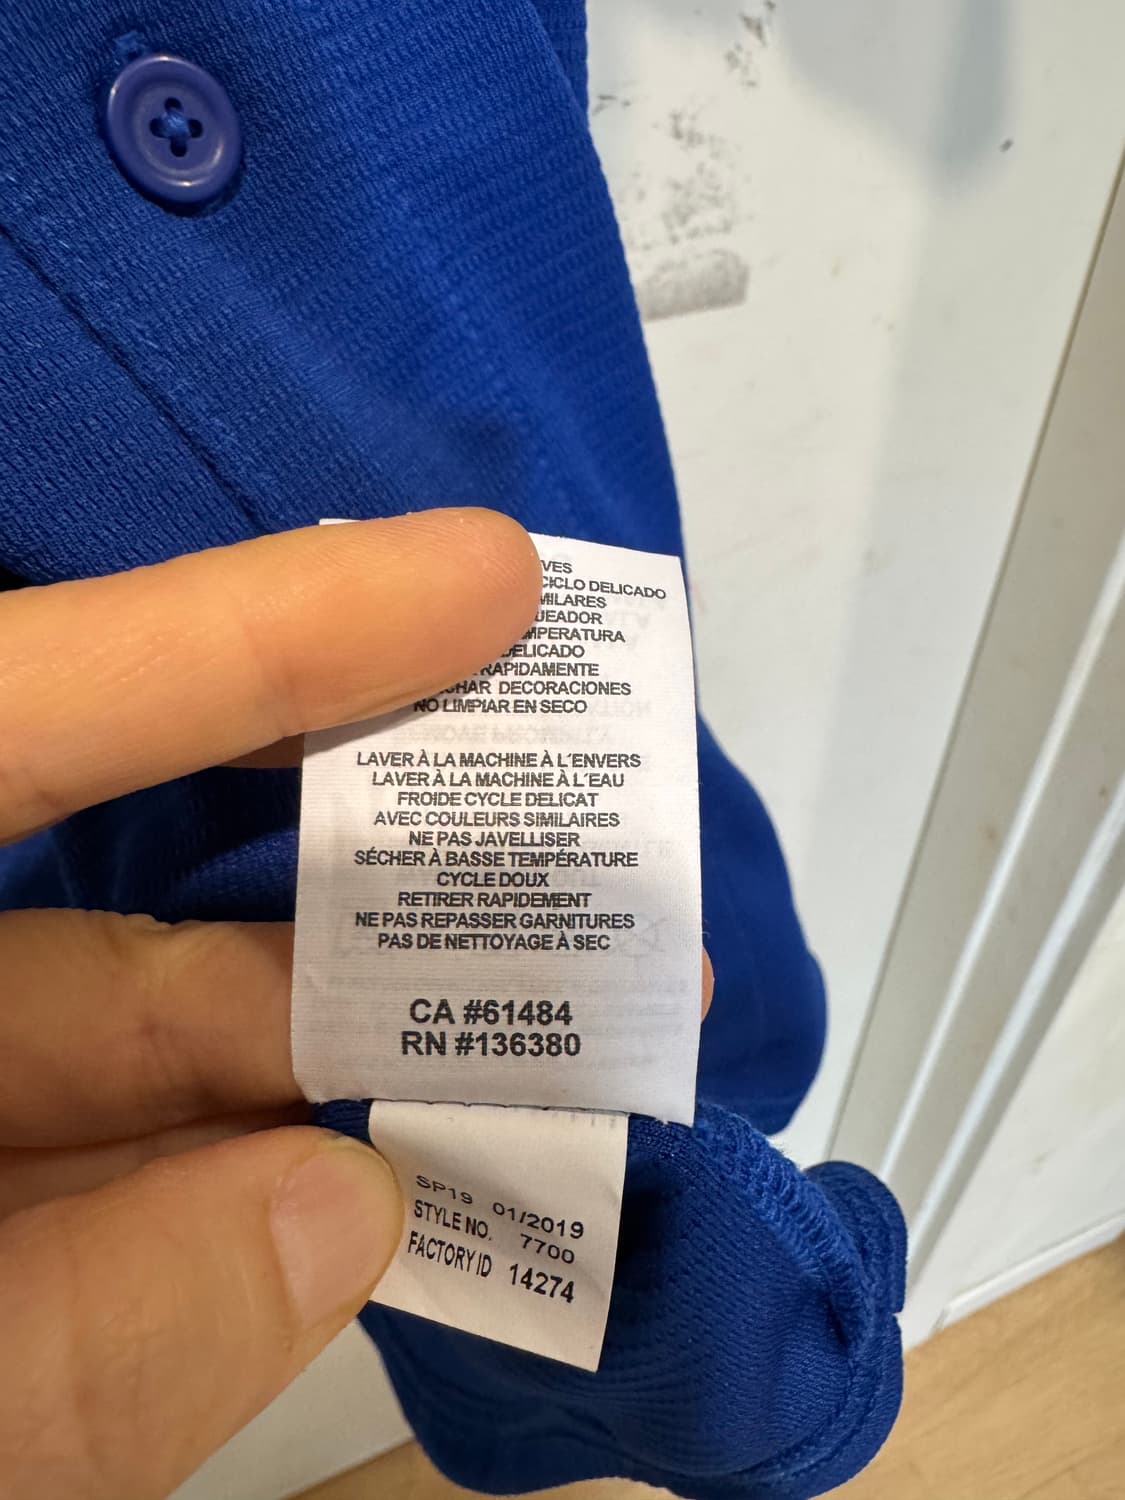 CICLO DELICADO
TEMPERATURA
DELICADO
RAPIDAMENTE
DECORACIONES
NO LIMPIAR EN SECO
LAVER À LA MACHINE À L'ENVERS
LAVER À LA MACHINE À L'EAU
FROIDE CYCLE DELICAT
AVEC COULEURS SIMILAIRES
NE PAS JAVELLISER
SÉCHER À BASSE TEMPÉRATURE
CYCLE DOUX
RETIRER RAPIDEMENT
NE PAS REPASSER GARNITURES
PAS DE NETTOYAGE À SEC
CA #61484
RN #136380
SP19 01/2019
STYLE NO. 7700
FACTORY ID 14274